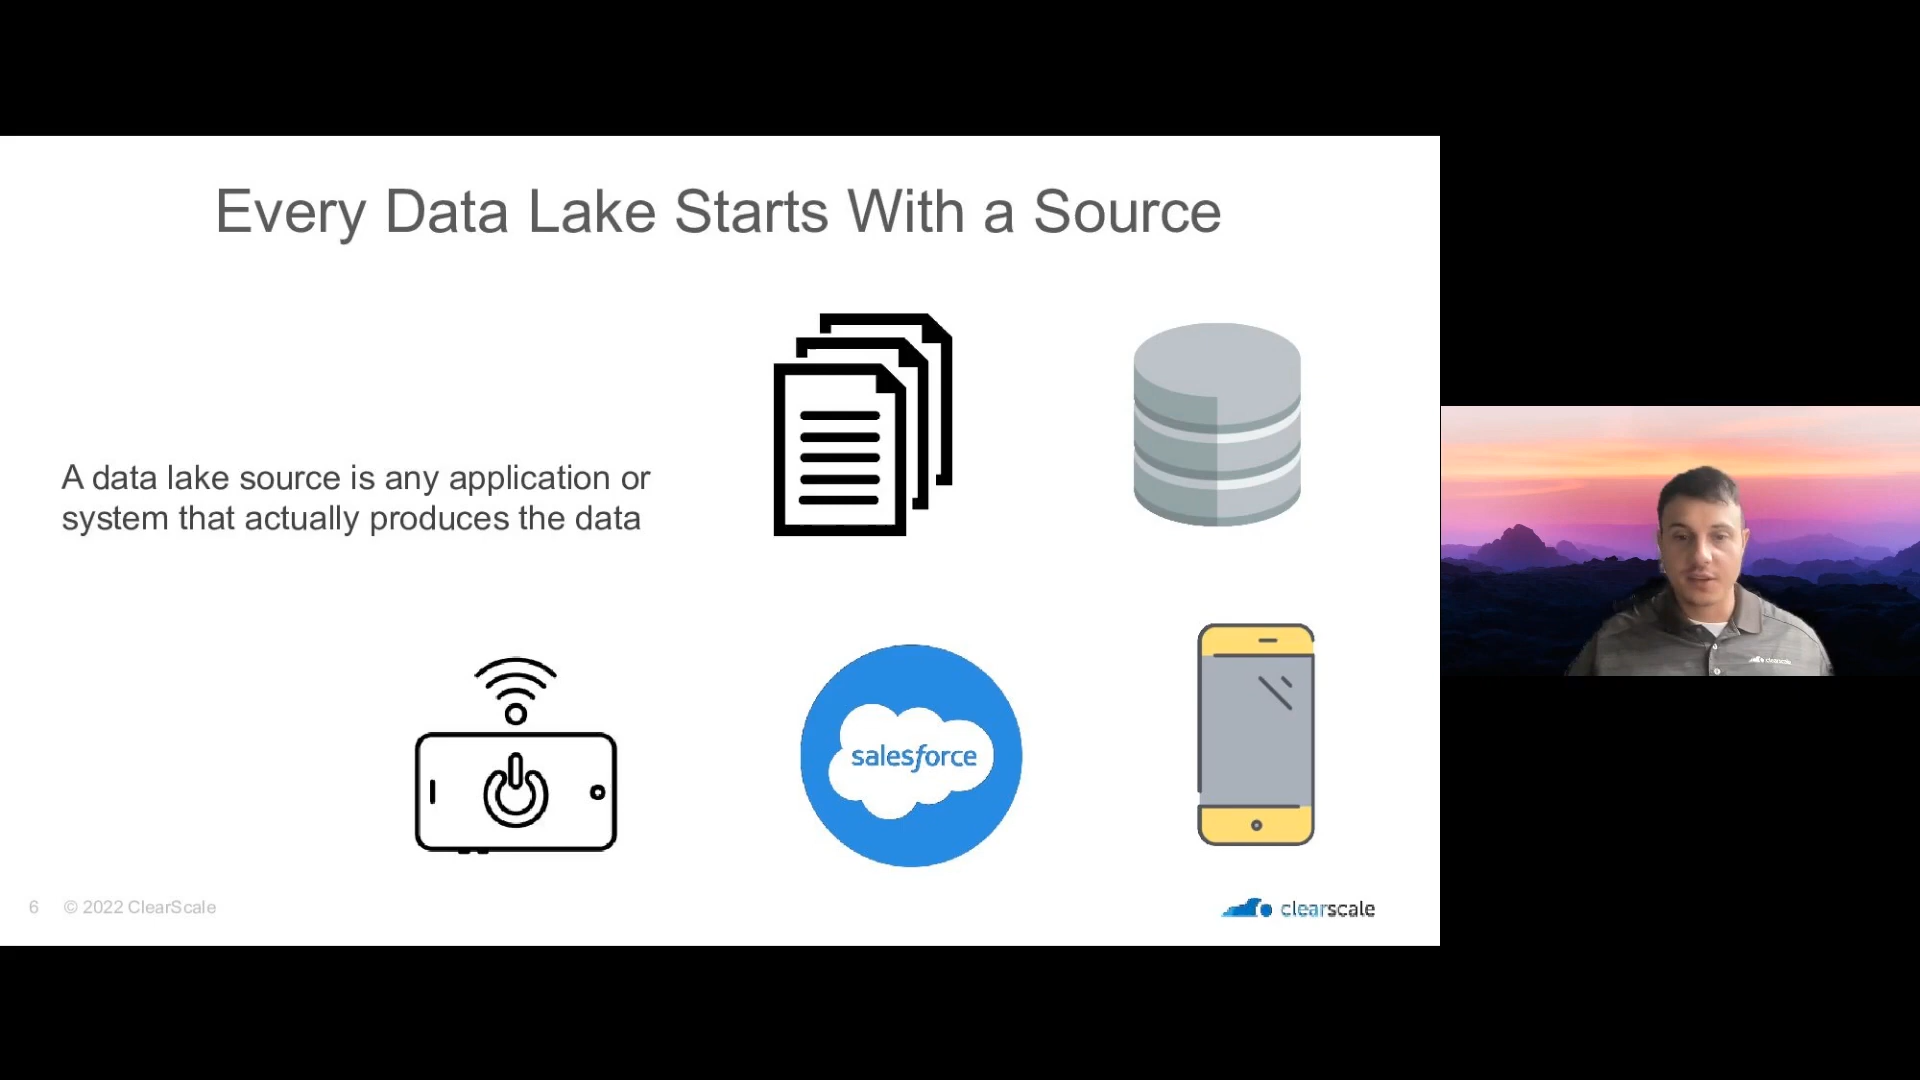 Every Data Lake Starts With a Source
A data lake source is any application or
system that actually produces the data
salesforce
6 © 2022 ClearScale
clearscale
clearscale